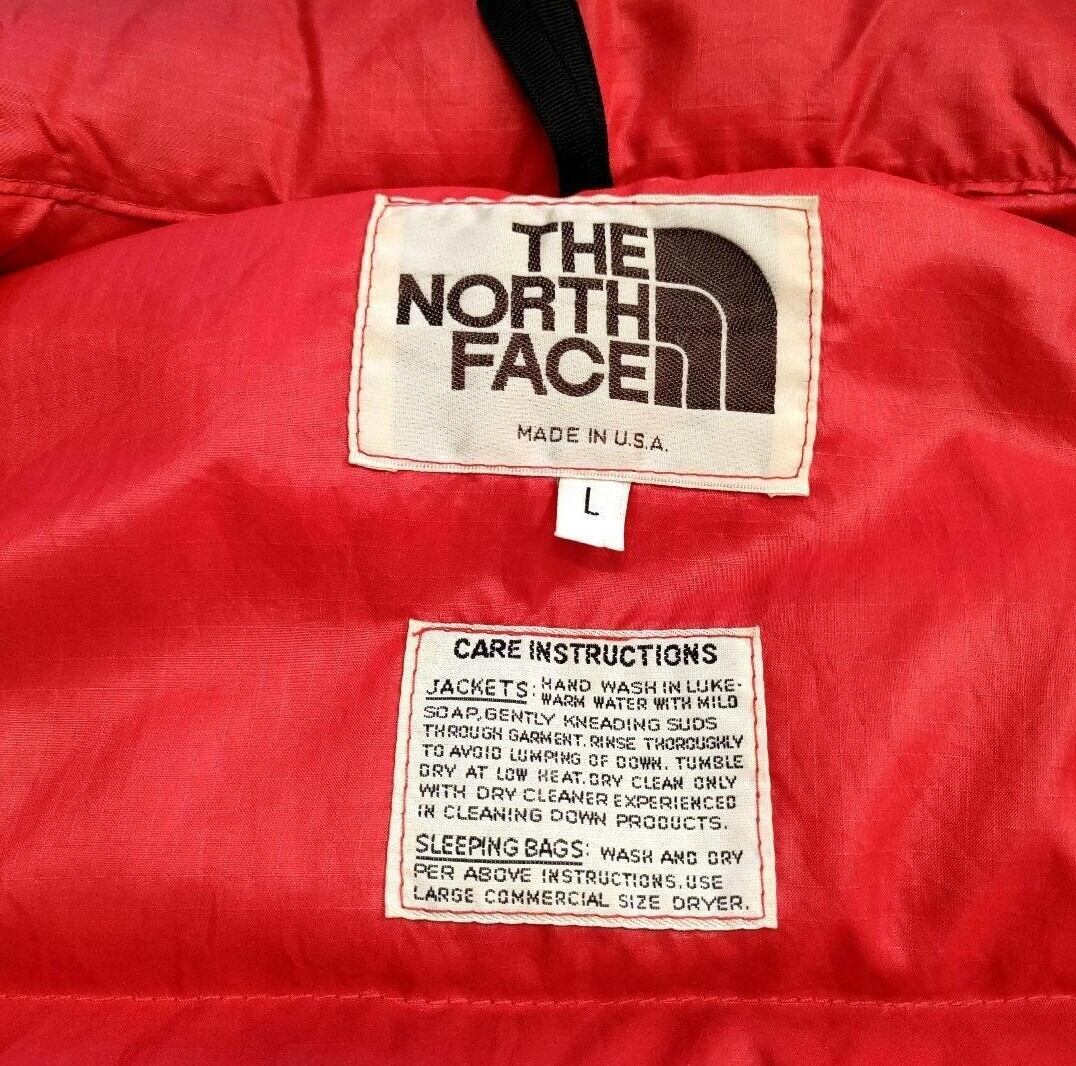 THE
NORTH
FACE
MADE IN U.S.A.
L
CARE INSTRUCTIONS
JACKETS: HAND WASH IN LUKE-
WARM WATER WITH MILD
SOAP, GENTLY KNEADING SUDS
THROUGH GARMENT. RINSE THOROUGHLY
TO AVOID LUMPING OF DOWN. TUMBLE
DRY AT LOW HEAT. DRY CLEAN ONLY
WITH DRY CLEANER EXPERIENCED
IN CLEANING DOWN PRODUCTS.
SLEEPING BAGS: WASH AND DRY
PER ABOVE INSTRUCTIONS. USE
LARGE COMMERCIAL SIZE DRYER.